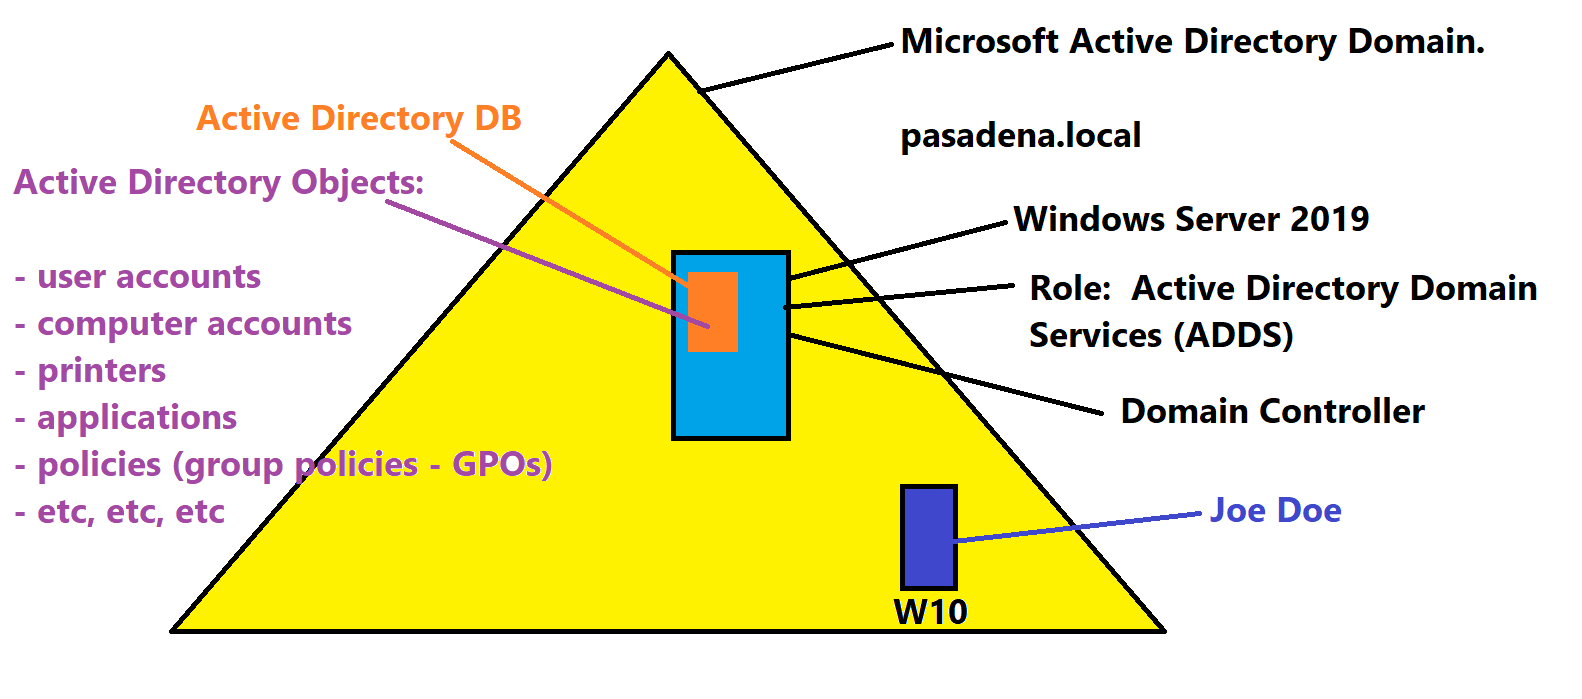 Microsoft Active Directory Domain.
pasadena.local
Active Directory DB
Active Directory Objects:
- user accounts
- computer accounts
- printers
- applications
- policies (group policies - GPOs)
- etc, etc, etc
Windows Server 2019
Role:  Active Directory Domain
Services (ADDS)
Domain Controller
Joe Doe
W10